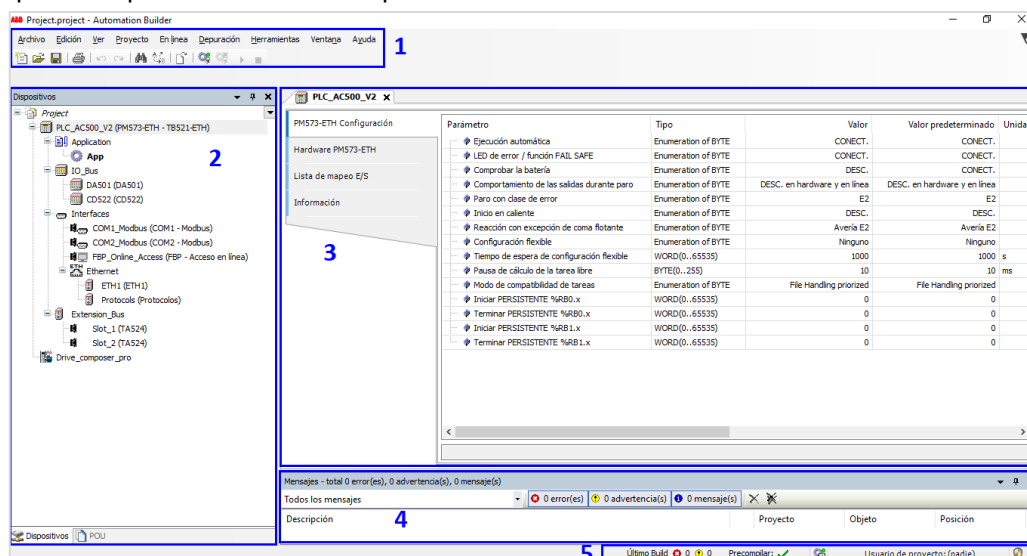 ABB Project.project - Automation Builder
Archivo Edición Ver Proyecto En línea Depuración Herramientas Ventana Ayuda
1
Dispositivos
Project
PLC_AC500_V2 (PM573-ETH - TB521-ETH)
Application
App
2
IO_Bus
DA501 (DA501)
CD522 (CD522)
Interfaces
COM1_Modbus (COM1 - Modbus)
COM2_Modbus (COM2 - Modbus)
FBP_Online_Access (FBP - Acceso en línea)
Ethernet
ETH1 (ETH1)
Protocols (Protocolos)
Extension_Bus
Slot_1 (TA524)
Slot_2 (TA524)
Drive_composer_pro
Dispositivos POU
PLC_AC500_V2
PM573-ETH Configuración
Hardware PM573-ETH
Lista de mapeo E/S
Información
3
Parámetro Tipo Valor Valor predeterminado Unida
Ejecución automática Enumeration of BYTE CONECT. CONECT.
LED de error / función FAIL SAFE Enumeration of BYTE CONECT. CONECT.
Comprobar la batería Enumeration of BYTE DESC. CONECT.
Comportamiento de las salidas durante paro Enumeration of BYTE DESC. en hardware y en línea DESC. en hardware y en línea
Paro con clase de error Enumeration of BYTE E2 E2
Inicio en caliente Enumeration of BYTE DESC. DESC.
Reacción con excepción de coma flotante Enumeration of BYTE Avería E2 Avería E2
Configuración flexible Enumeration of BYTE Ninguno Ninguno
Tiempo de espera de configuración flexible WORD(0..65535) 1000 1000 s
Pausa de cálculo de la tarea libre BYTE(0..255) 10 10 ms
Modo de compatibilidad de tareas Enumeration of BYTE File Handling priorized File Handling priorized
Iniciar PERSISTENTE %RB0.x WORD(0..65535) 0 0
Terminar PERSISTENTE %RB0.x WORD(0..65535) 0 0
Iniciar PERSISTENTE %RB1.x WORD(0..65535) 0 0
Terminar PERSISTENTE %RB1.x WORD(0..65535) 0 0
Mensajes - total 0 error(es), 0 advertencia(s), 0 mensaje(s)
Todos los mensajes 0 error(es) 0 advertencia(s) 0 mensaje(s)
Descripción Proyecto Objeto Posición
4
5
Último Build 0 0 Precompilar: Usuario de proyecto: (nadie)